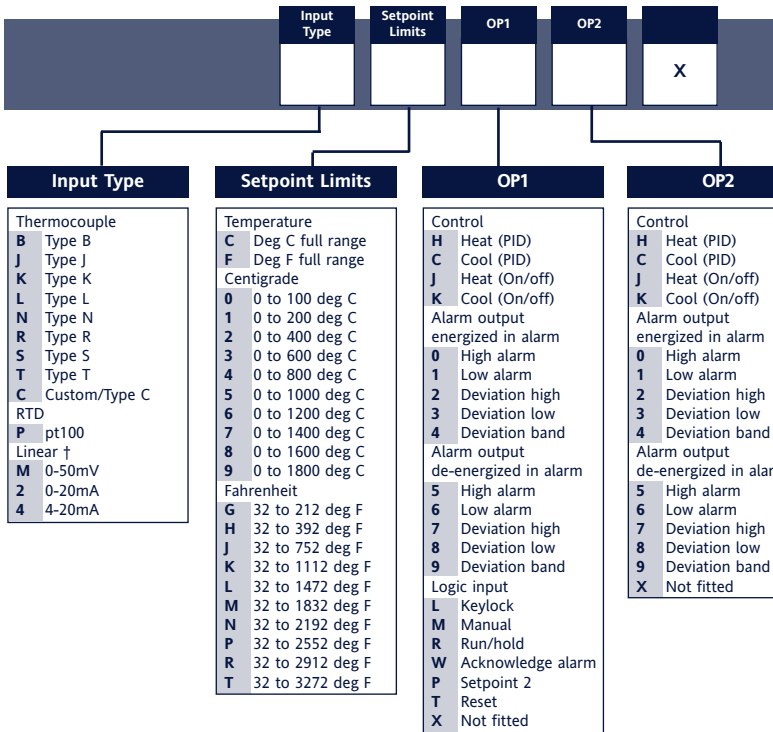 Input Type
Setpoint Limits
OP1
OP2
X
Input Type
Thermocouple
B Type B
J Type J
K Type K
L Type L
N Type N
R Type R
S Type S
T Type T
C Custom/Type C
RTD
P pt100
Linear †
M 0-50mV
2 0-20mA
4 4-20mA
Setpoint Limits
Temperature
C Deg C full range
F Deg F full range
Centigrade
0 0 to 100 deg C
1 0 to 200 deg C
2 0 to 400 deg C
3 0 to 600 deg C
4 0 to 800 deg C
5 0 to 1000 deg C
6 0 to 1200 deg C
7 0 to 1400 deg C
8 0 to 1600 deg C
9 0 to 1800 deg C
Fahrenheit
G 32 to 212 deg F
H 32 to 392 deg F
J 32 to 752 deg F
K 32 to 1112 deg F
L 32 to 1472 deg F
M 32 to 1832 deg F
N 32 to 2192 deg F
P 32 to 2552 deg F
R 32 to 2912 deg F
T 32 to 3272 deg F
OP1
Control
H Heat (PID)
C Cool (PID)
J Heat (On/off)
K Cool (On/off)
Alarm output
energized in alarm
0 High alarm
1 Low alarm
2 Deviation high
3 Deviation low
4 Deviation band
Alarm output
de-energized in alarm
5 High alarm
6 Low alarm
7 Deviation high
8 Deviation low
9 Deviation band
Logic input
L Keylock
M Manual
R Run/hold
W Acknowledge alarm
P Setpoint 2
T Reset
X Not fitted
OP2
Control
H Heat (PID)
C Cool (PID)
J Heat (On/off)
K Cool (On/off)
Alarm output
energized in alarm
0 High alarm
1 Low alarm
2 Deviation high
3 Deviation low
4 Deviation band
Alarm output
de-energized in alar
5 High alarm
6 Low alarm
7 Deviation high
8 Deviation low
9 Deviation band
X Not fitted